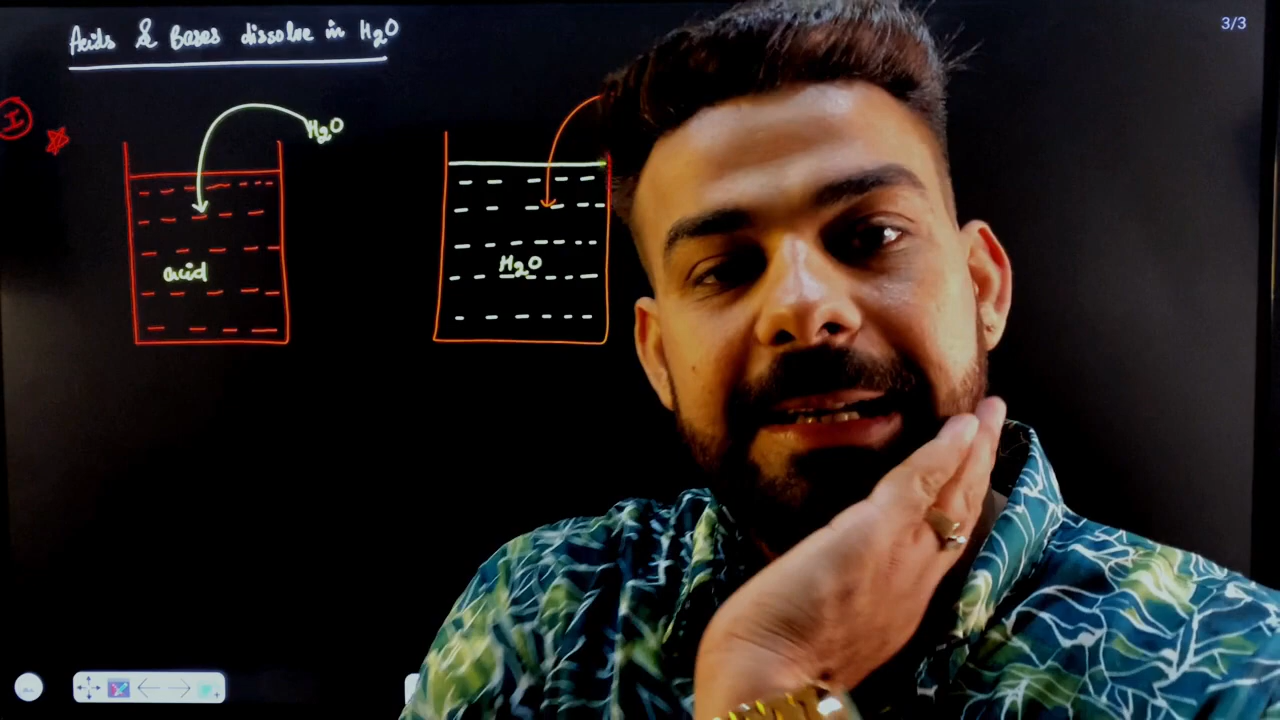 Acids & Bases dissolve in H₂O
3/3
I
H₂O
acid
H₂O